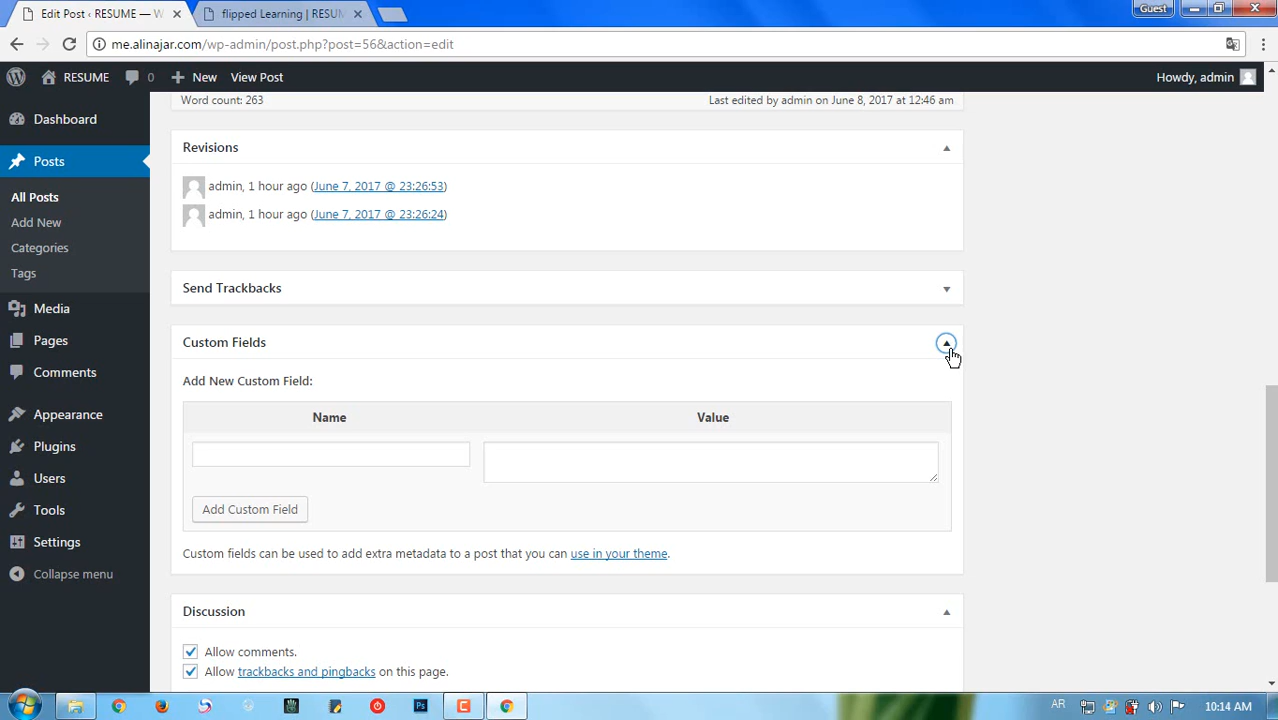 Edit Post ‹ RESUME — W
flipped Learning | RESUM
Guest
me.alinajar.com/wp-admin/post.php?post=56&action=edit
RESUME
0
New
View Post
Howdy, admin
Dashboard
Posts
All Posts
Add New
Categories
Tags
Media
Pages
Comments
Appearance
Plugins
Users
Tools
Settings
Collapse menu
Word count: 263
Last edited by admin on June 8, 2017 at 12:46 am
Revisions
admin, 1 hour ago (June 7, 2017 @ 23:26:53)
admin, 1 hour ago (June 7, 2017 @ 23:26:24)
Send Trackbacks
Custom Fields
Add New Custom Field:
Name
Value
Add Custom Field
Custom fields can be used to add extra metadata to a post that you can use in your theme.
Discussion
Allow comments.
Allow trackbacks and pingbacks on this page.
Ps
C
AR
10:14 AM